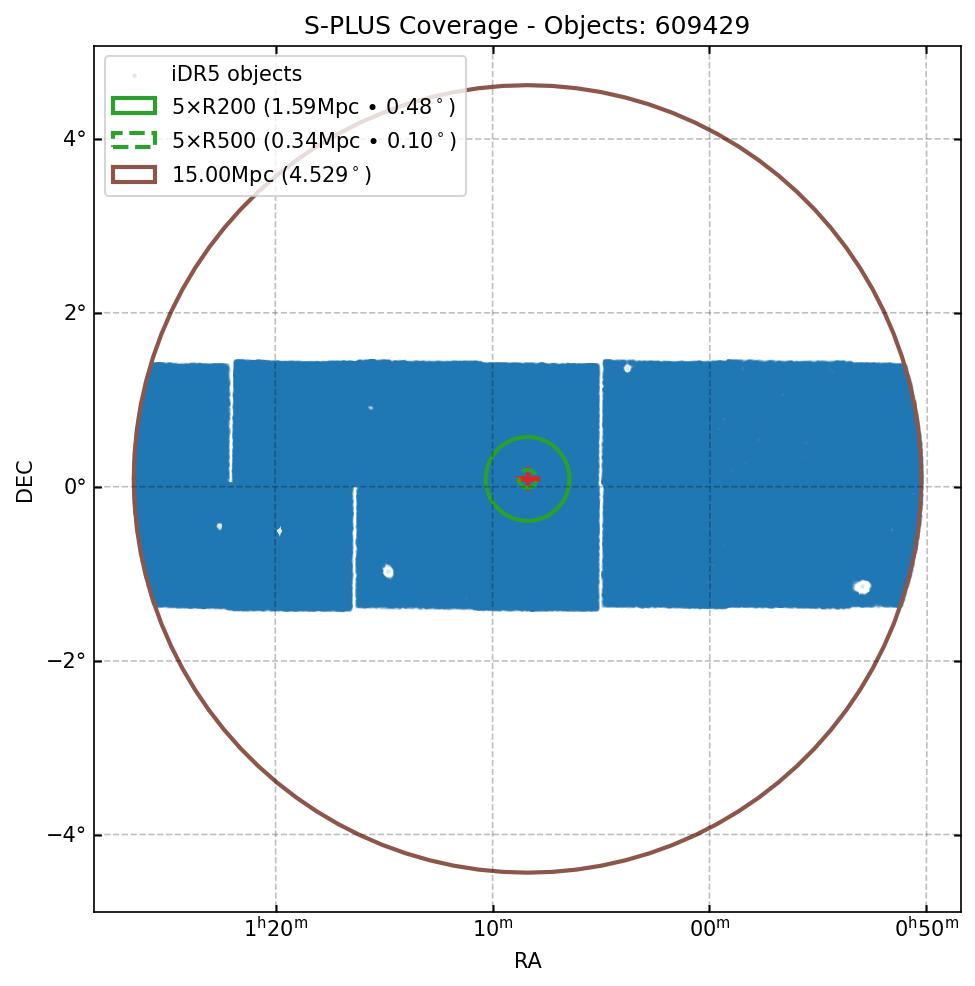 S-PLUS Coverage - Objects: 609429
iDR5 objects
5×R200 (1.59Mpc • 0.48°)
5×R500 (0.34Mpc • 0.10°)
15.00Mpc (4.529°)
4°
2°
0°
−2°
−4°
DEC
1ʰ20ᵐ
10ᵐ
00ᵐ
0ʰ50ᵐ
RA